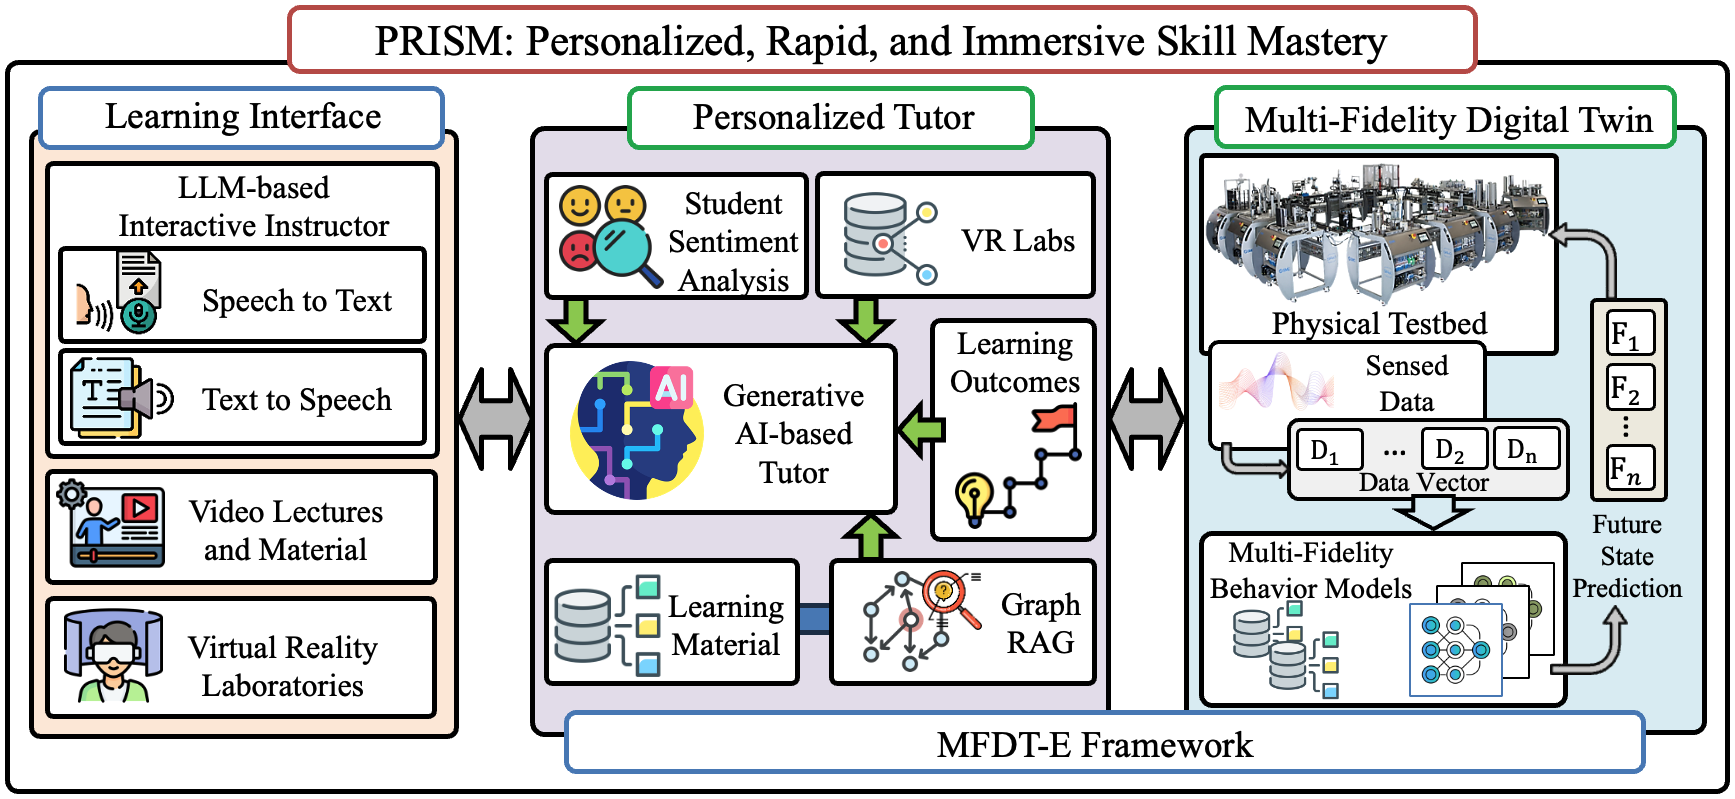 PRISM: Personalized, Rapid, and Immersive Skill Mastery
Learning Interface
LLM-based
Interactive Instructor
Speech to Text
T
Text to Speech
Video Lectures
and Material
Virtual Reality
Laboratories
Personalized Tutor
Student
Sentiment
Analysis
VR Labs
AI
Generative
AI-based
Tutor
Learning
Outcomes
Learning
Material
?
Graph
RAG
Multi-Fidelity Digital Twin
Physical Testbed
Sensed
Data
D1 ... D2 Dn
Data Vector
Multi-Fidelity
Behavior Models
F1
F2
⋮
Fn
Future
State
Prediction
MFDT-E Framework